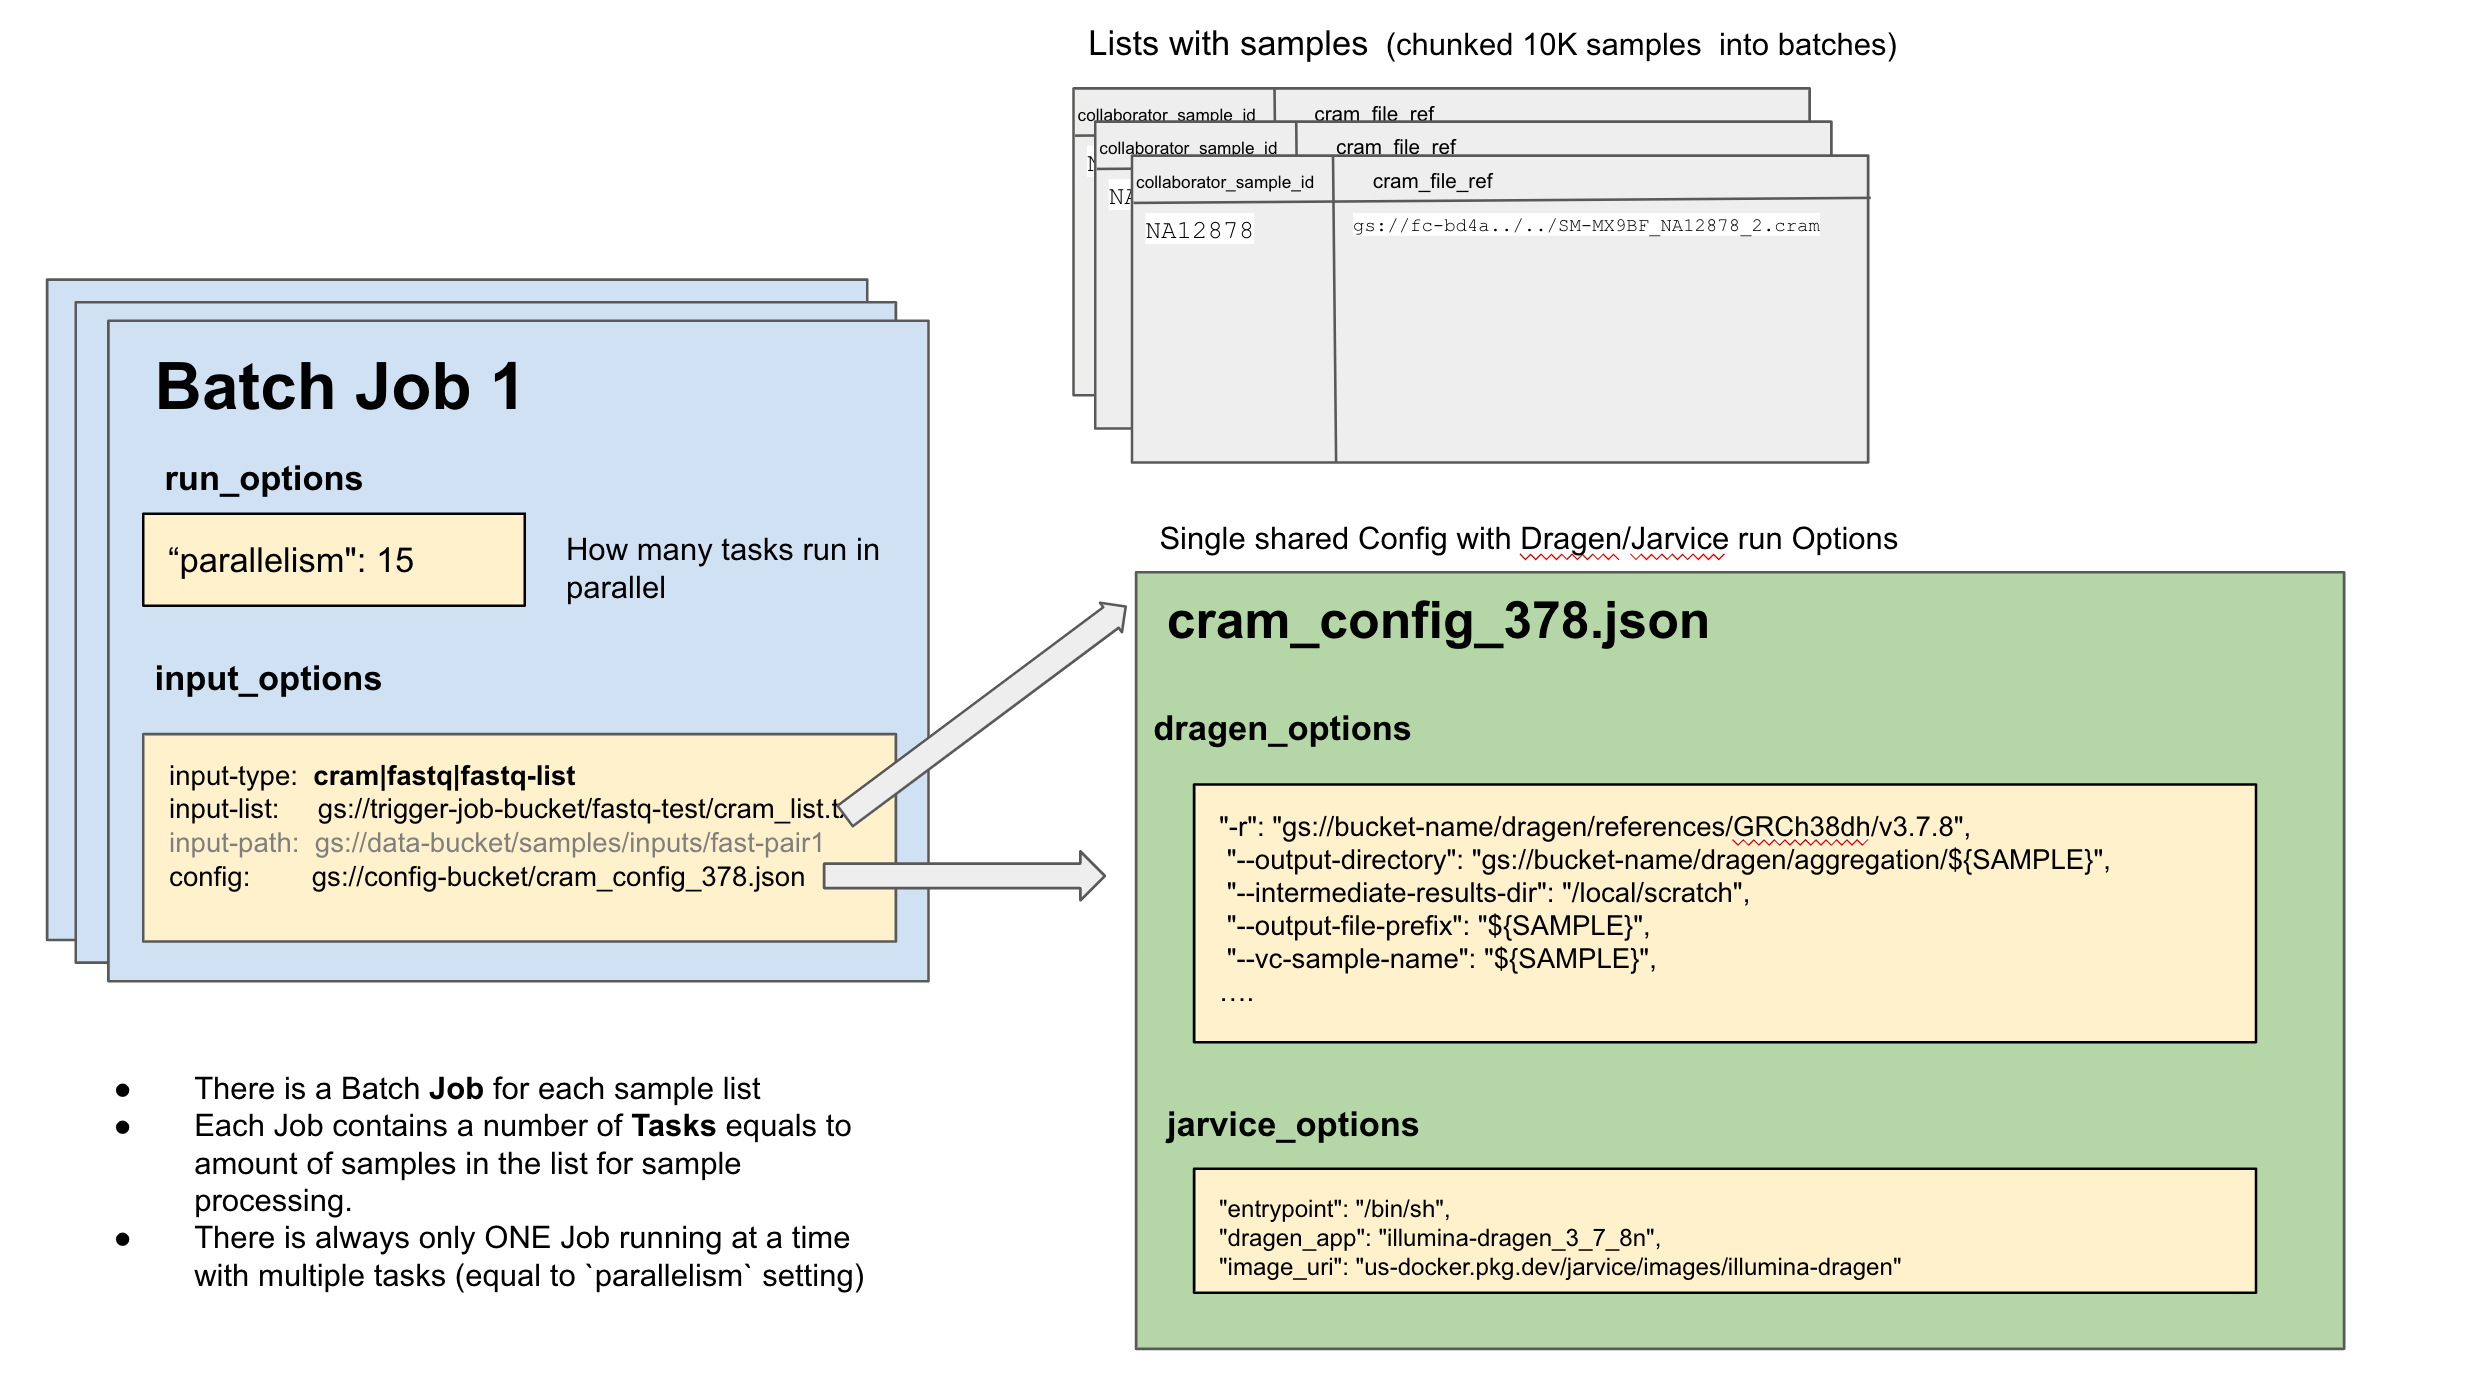 Lists with samples (chunked 10K samples into batches)
collaborator_sample_id cram_file_ref
collaborator_sample_id cram_file_ref
NA
collaborator_sample_id cram_file_ref
NA12878 gs://fc-bd4a../../SM-MX9BF_NA12878_2.cram
Batch Job 1
run_options
“parallelism": 15
How many tasks run in
parallel
input_options
input-type: cram|fastq|fastq-list
input-list: gs://trigger-job-bucket/fastq-test/cram_list.t
input-path: gs://data-bucket/samples/inputs/fast-pair1
config: gs://config-bucket/cram_config_378.json
There is a Batch Job for each sample list
Each Job contains a number of Tasks equals to
amount of samples in the list for sample
processing.
There is always only ONE Job running at a time
with multiple tasks (equal to `parallelism` setting)
Single shared Config with Dragen/Jarvice run Options
cram_config_378.json
dragen_options
"-r": "gs://bucket-name/dragen/references/GRCh38dh/v3.7.8",
"--output-directory": "gs://bucket-name/dragen/aggregation/${SAMPLE}",
"--intermediate-results-dir": "/local/scratch",
"--output-file-prefix": "${SAMPLE}",
"--vc-sample-name": "${SAMPLE}",
….
jarvice_options
"entrypoint": "/bin/sh",
"dragen_app": "illumina-dragen_3_7_8n",
"image_uri": "us-docker.pkg.dev/jarvice/images/illumina-dragen"